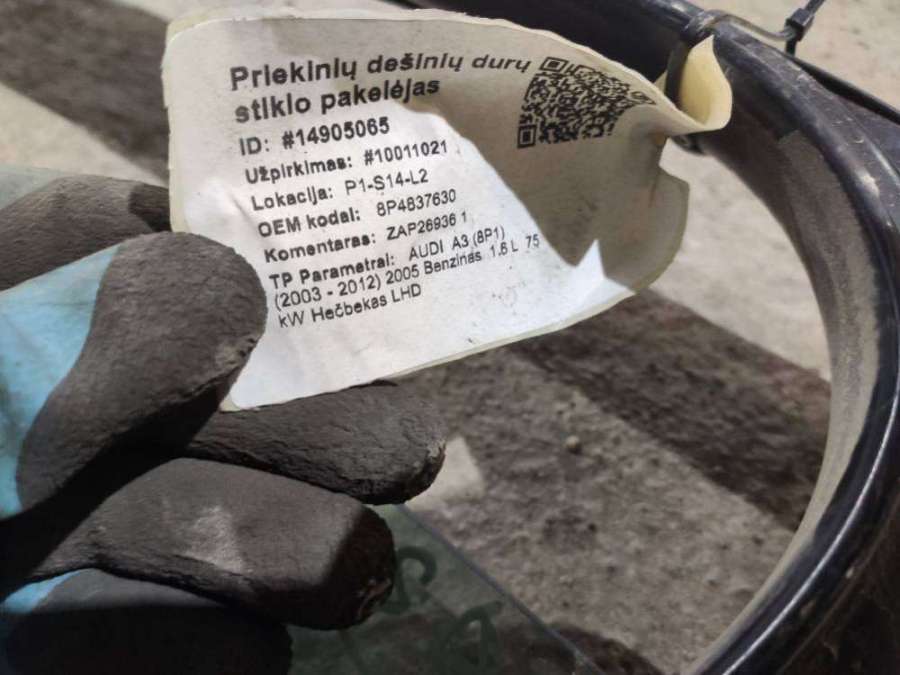 Priekinių dešinių durų
stiklo pakelėjas
ID: #14905065
Užpirkimas: #10011021
Lokacija: P1-S14-L2
OEM kodai: 8P4837630
Komentaras: ZAP26936 1
TP Parametrai: AUDI A3 (8P1)
(2003 - 2012) 2005 Benzinas 1.6 L 75
kW Hečbekas LHD